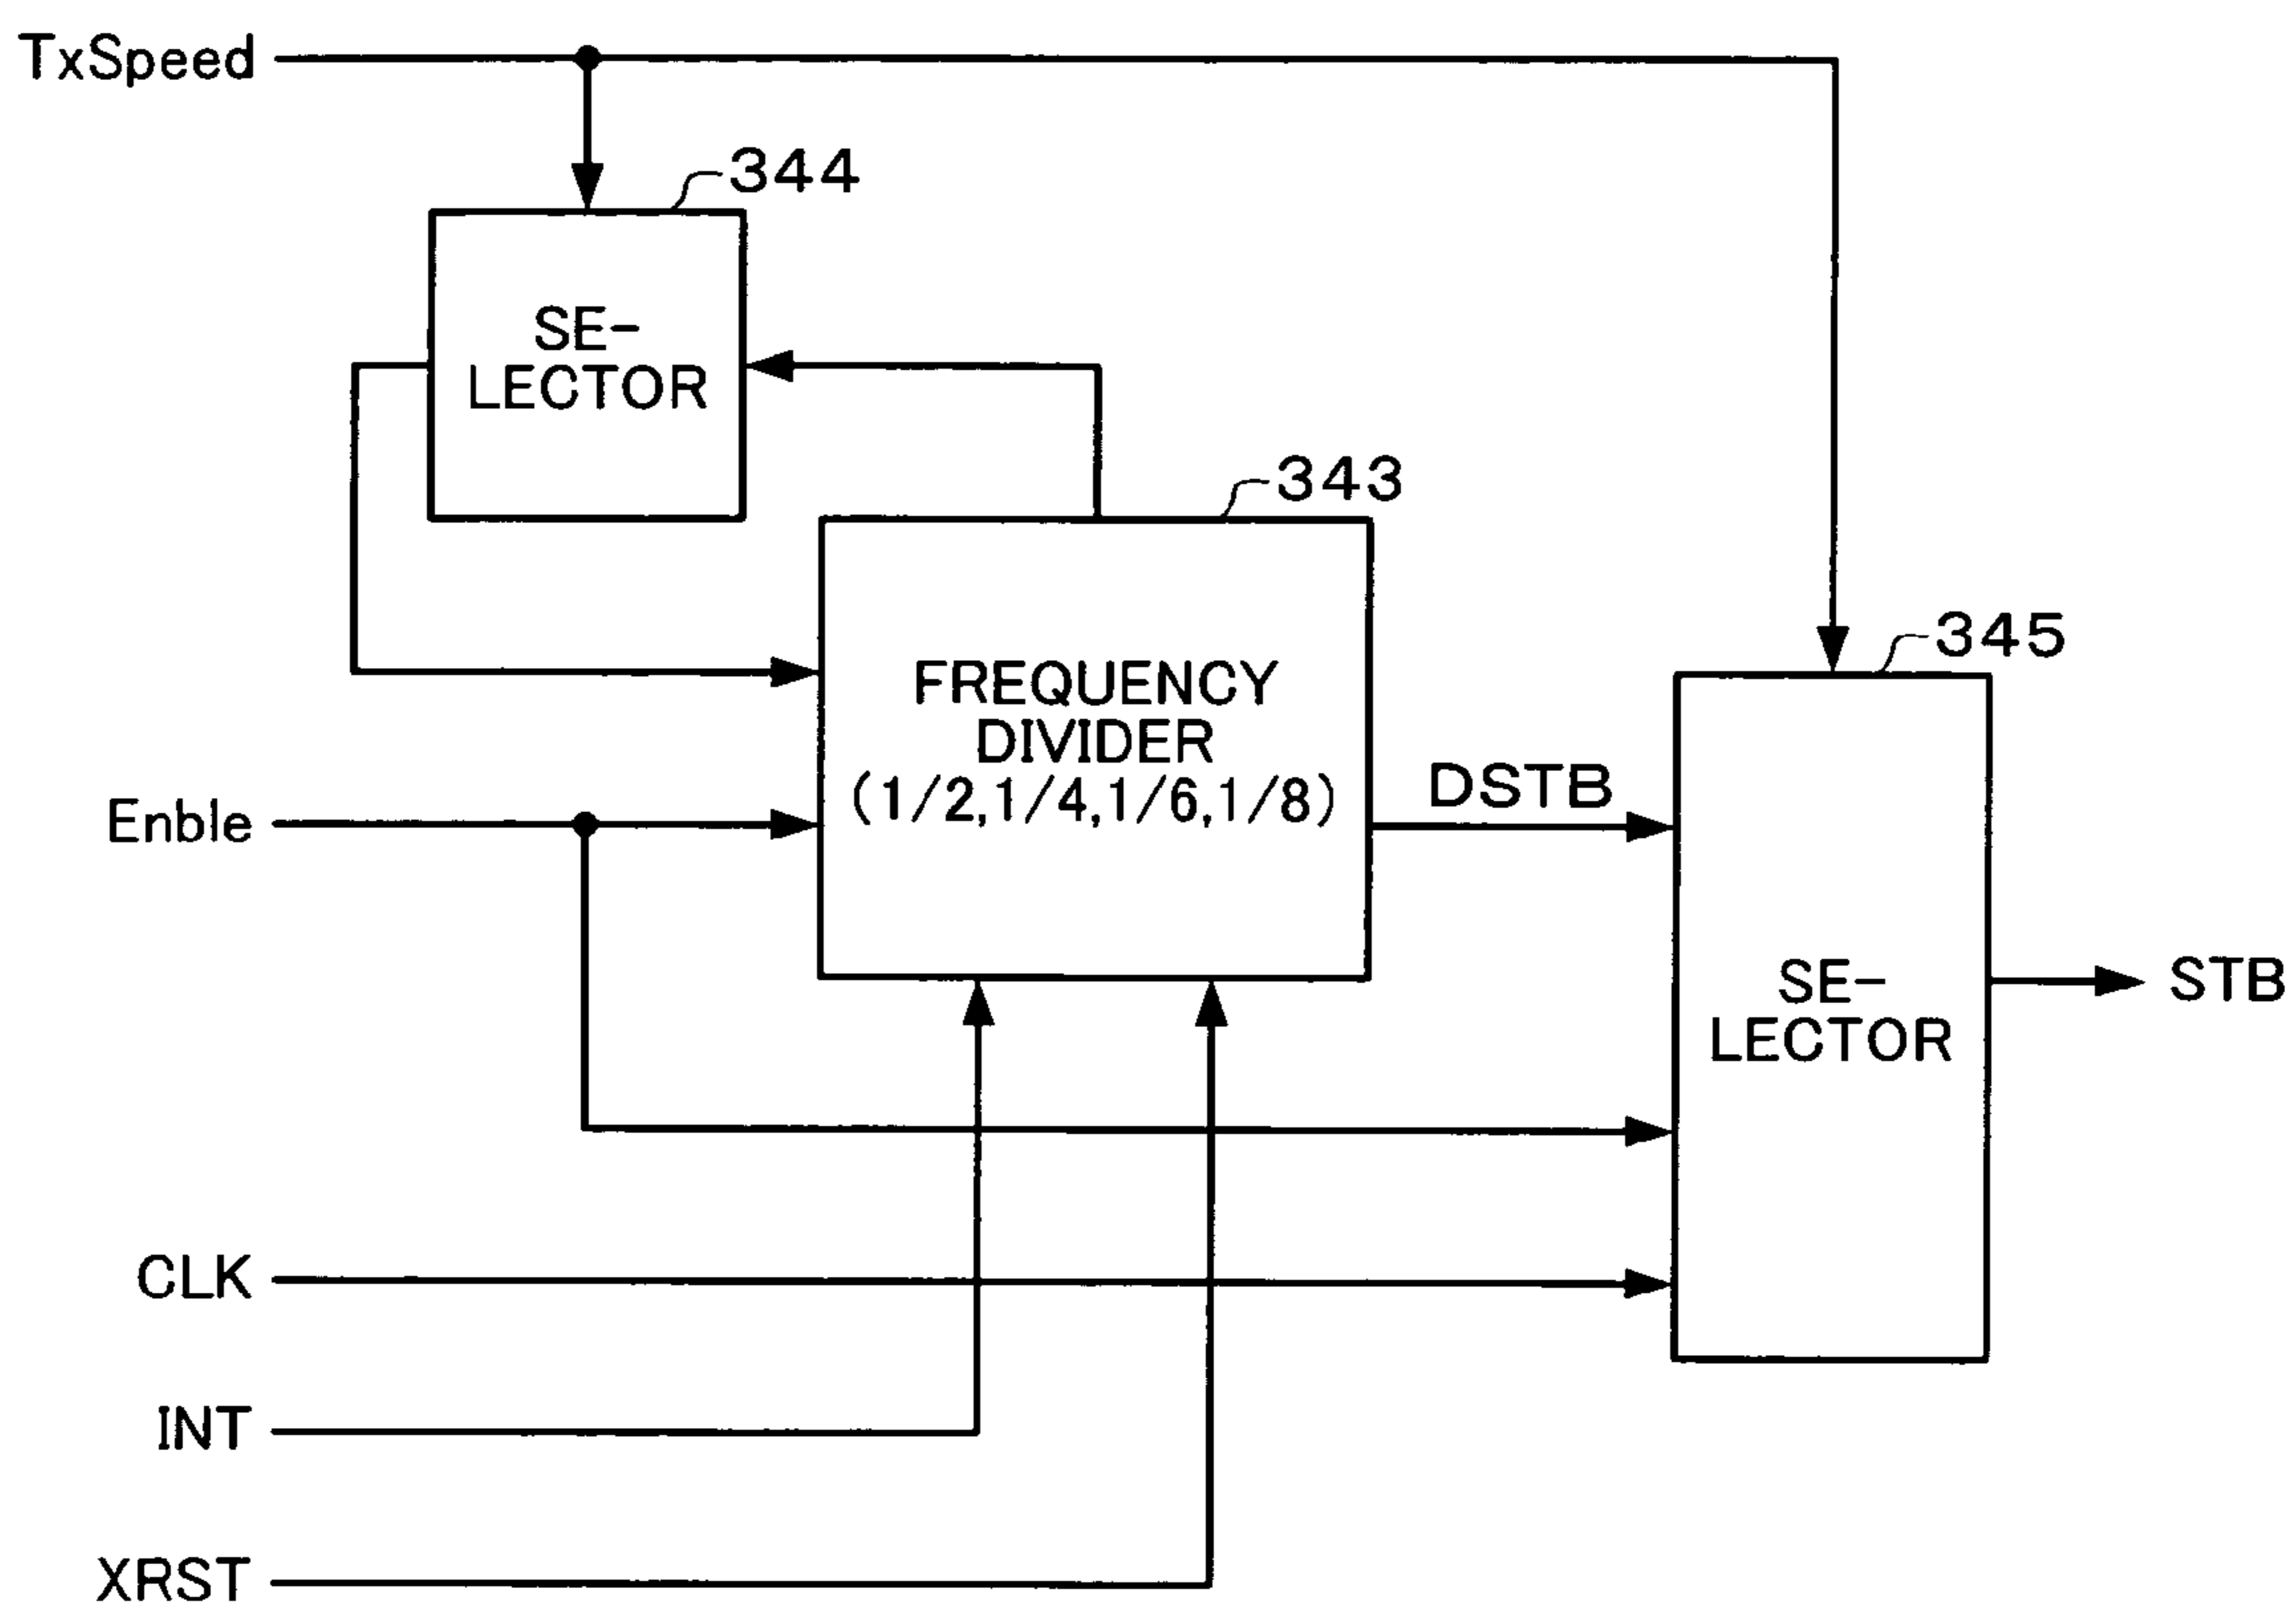 TxSpeed
344
SE-
LECTOR
343
FREQUENCY
DIVIDER
(1/2,1/4,1/6,1/8)
345
Enble
DSTB
SE-
LECTOR
STB
CLK
INT
XRST